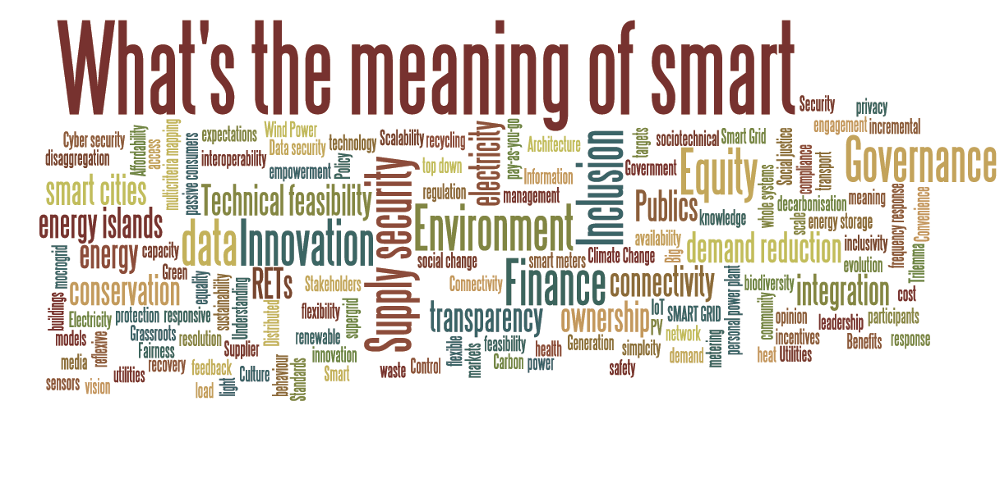 What's the meaning of smart
Security
privacy
engagement
incremental
Cyber security
disaggregation
Affordebility
access
multicriteria mapping
passive consumers
expectations
interoperability
Wind Power
Data security
technology
empowerment
Policy
Scalability
recycling
top down
regulation
electricity
pay-as-you-go
Architecture
Information
management
Inclusion
targets
sociotechnical
Smart Grid
Government
Equity
whole systems
Social justice
compliance
transport
Governance
smart cities
Technical feasibility
Supply security
Environment
Publics
knowledge
decarbonisation
scale
energy storage
meaning
frequency response
Convenience
energy islands
mocrogrid
energy
capacity
data
Innovation
social change
smart meters
Climate Change
availability
Big
demand reduction
inclusivity
evolution
Trilemma
Green
conservation
equality
sustainability
Understanding
RETs
Stakeholders
Connectivity
Finance
connectivity
personal power plant
biodiversity
integration
cost
buildings
Electricity
protection
responsive
Distributed
flexibility
supergrid
transparency
ownership
IoT
PV
SMART GRID
community
opinion
leadership
participants
models
reflexive
Grassroots
resolution
Supplier
renewable
flexible
markets
feasibility
health
Generation
simplcity
network
metering
incentives
Benefits
response
media
Fairness
recovery
feedback
Culture
behaviour
Standards
innovation
Smart
waste
Control
Carbon
power
safety
demand
heat
Utilities
sensors
vision
utilities
load
light